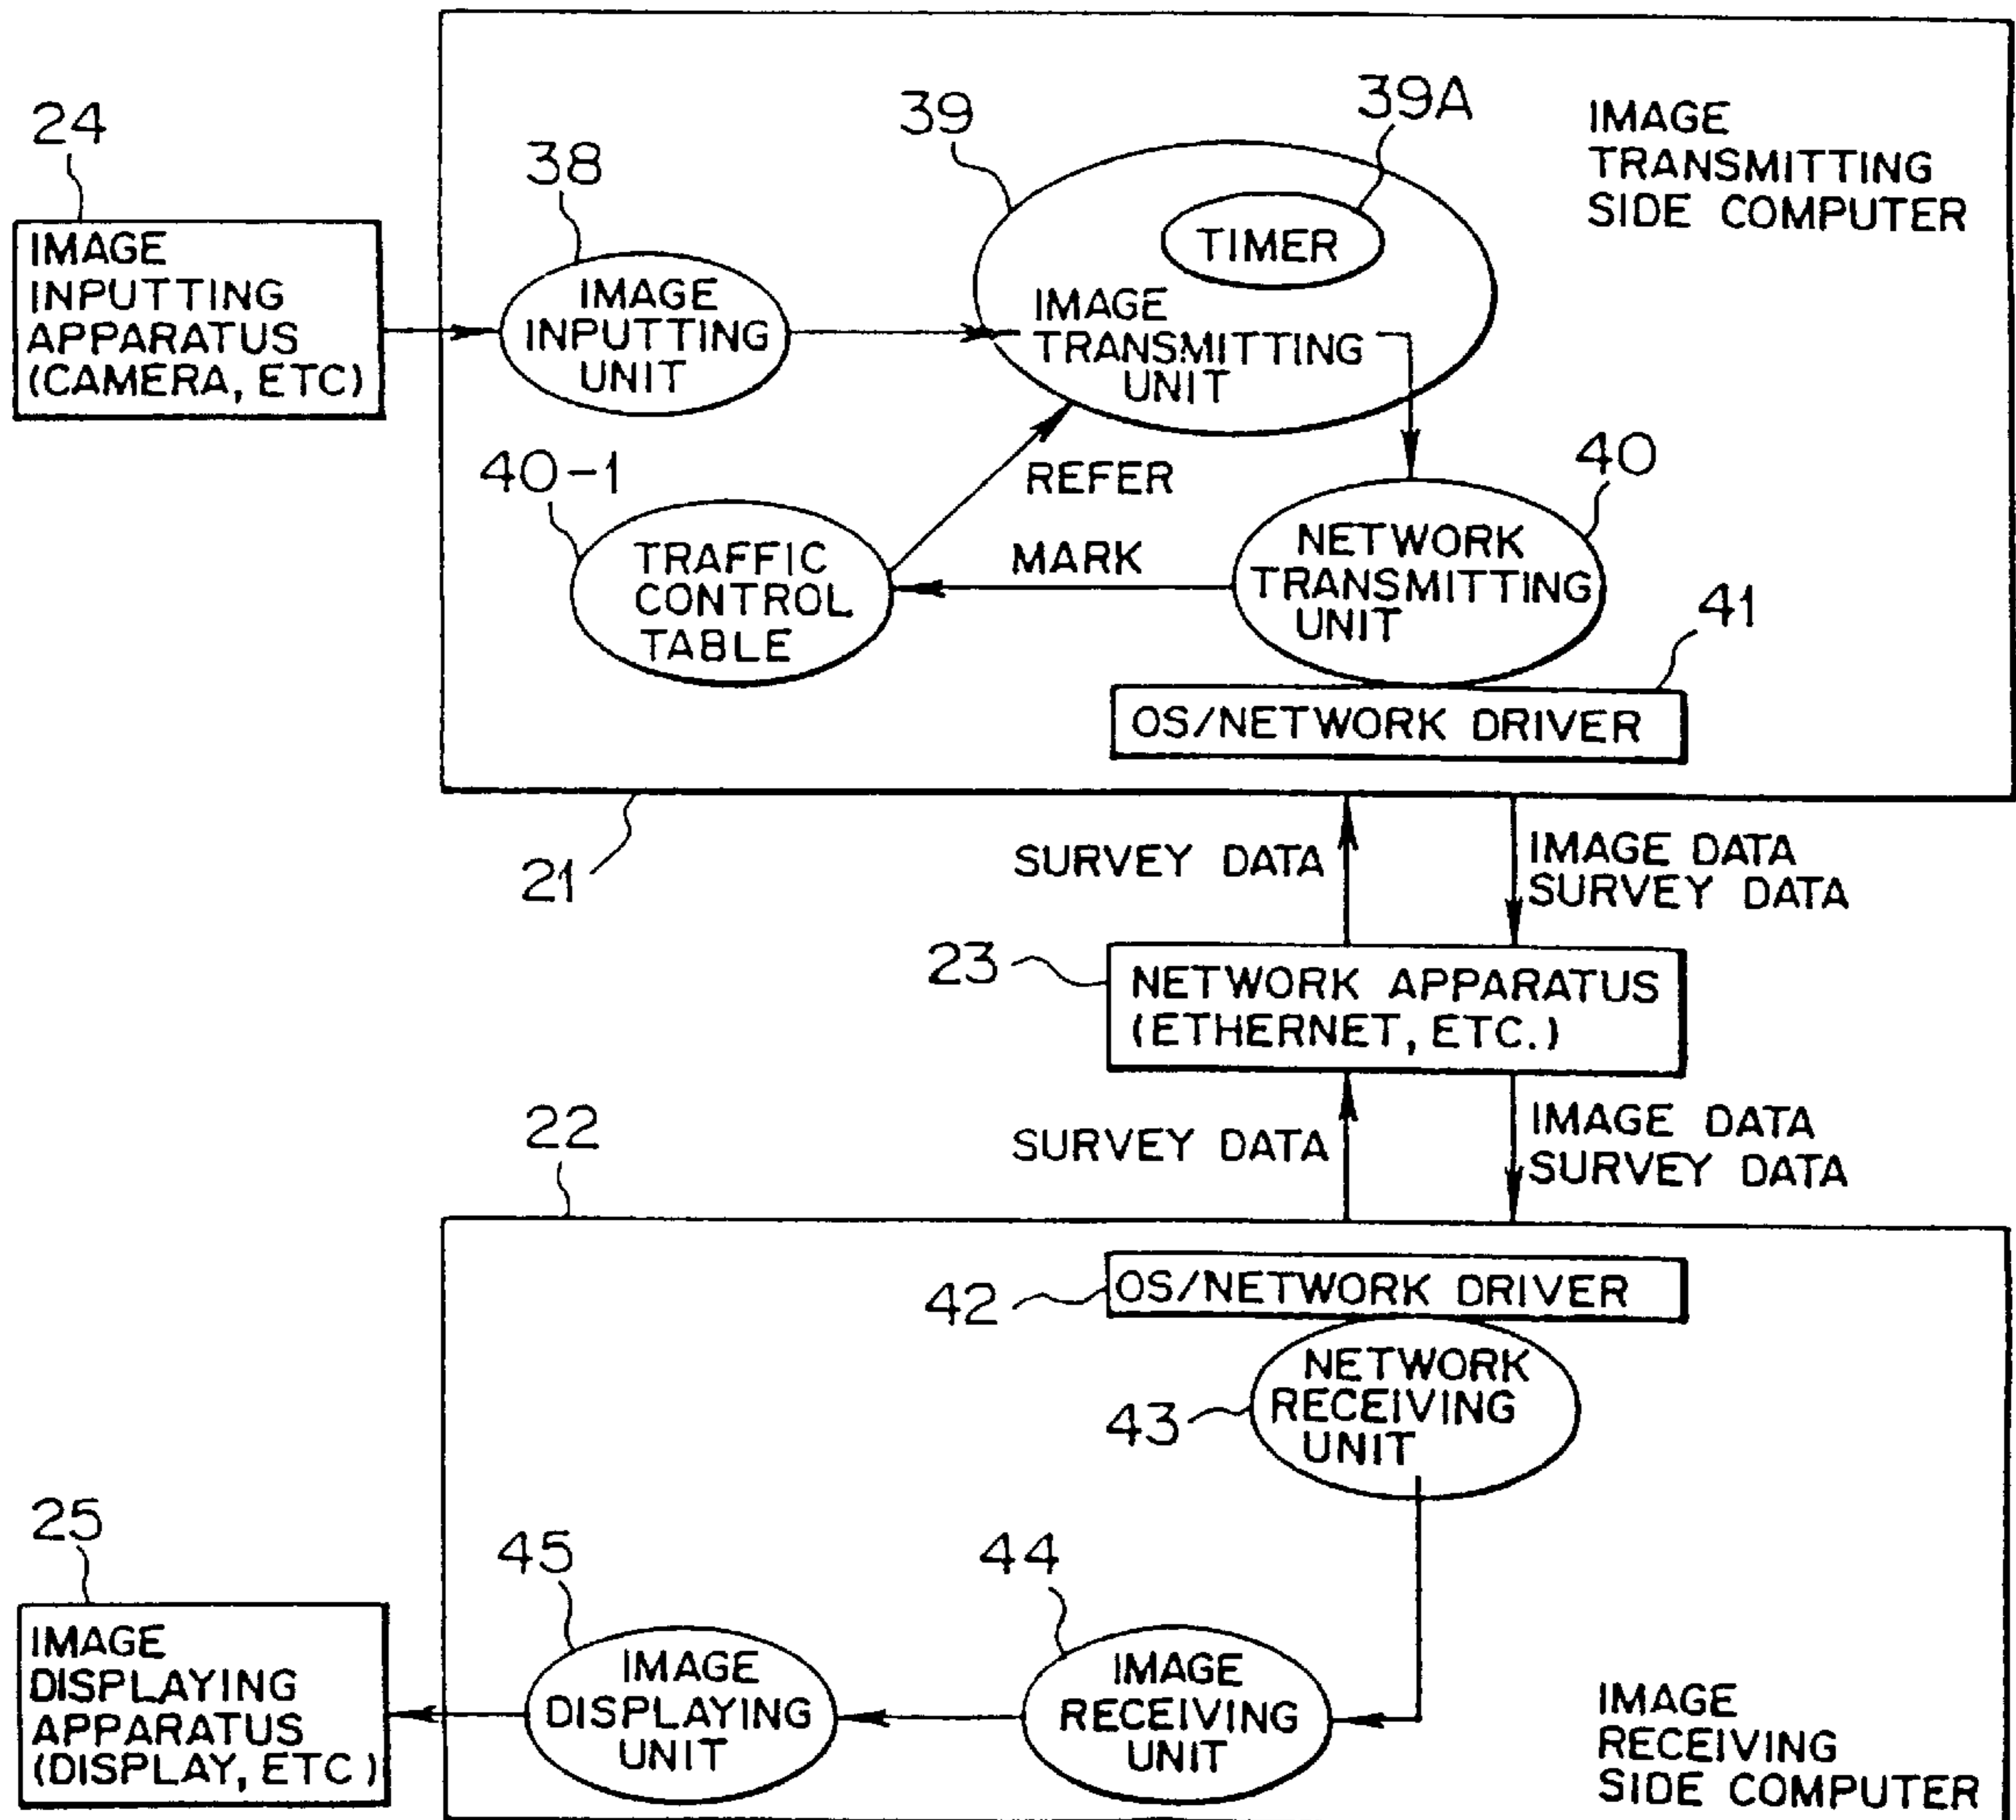 24
IMAGE
INPUTTING
APPARATUS
(CAMERA, ETC)
38
IMAGE
INPUTTING
UNIT
39
39A
TIMER
IMAGE
TRANSMITTING
UNIT
IMAGE
TRANSMITTING
SIDE COMPUTER
40-1
TRAFFIC
CONTROL
TABLE
REFER
MARK
40
NETWORK
TRANSMITTING
UNIT
41
OS/NETWORK DRIVER
21
SURVEY DATA
IMAGE DATA
SURVEY DATA
23
NETWORK APPARATUS
(ETHERNET, ETC.)
22
SURVEY DATA
IMAGE DATA
SURVEY DATA
42
OS/NETWORK DRIVER
43
NETWORK
RECEIVING
UNIT
25
IMAGE
DISPLAYING
APPARATUS
(DISPLAY, ETC)
45
IMAGE
DISPLAYING
UNIT
44
IMAGE
RECEIVING
UNIT
IMAGE
RECEIVING
SIDE COMPUTER